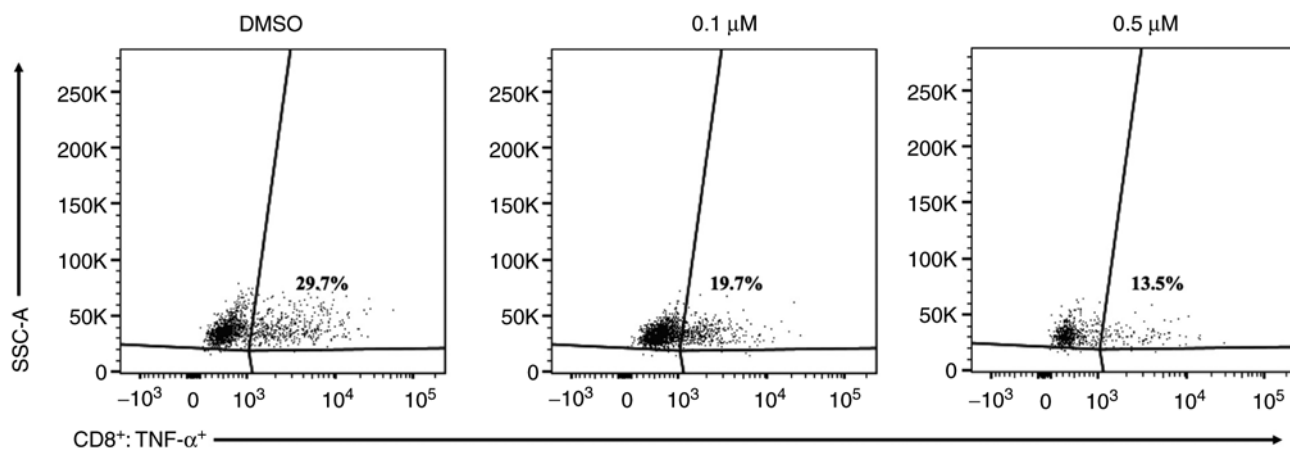 DMSO
0.1 μM
0.5 μM
250K
200K
150K
100K
50K
0
29.7%
−10³ 0 10³ 10⁴ 10⁵
250K
200K
150K
100K
50K
0
19.7%
−10³ 0 10³ 10⁴ 10⁵
250K
200K
150K
100K
50K
0
13.5%
−10³ 0 10³ 10⁴ 10⁵
SSC-A
CD8⁺: TNF-α⁺